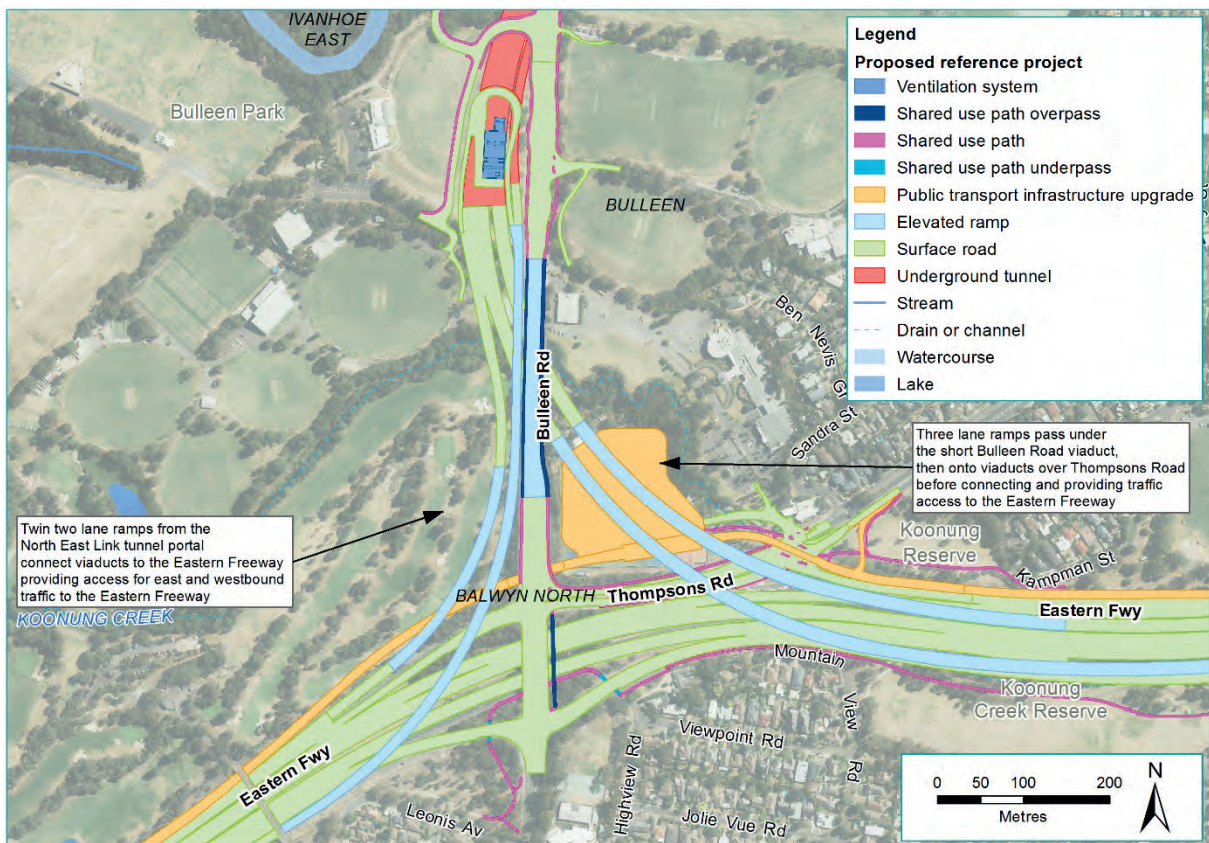 IVANHOE
EAST
Bulleen Park
BULLEEN
Bulleen Rd
Ben Nevis Gr
Sandra St
Legend
Proposed reference project
Ventilation system
Shared use path overpass
Shared use path
Shared use path underpass
Public transport infrastructure upgrade
Elevated ramp
Surface road
Underground tunnel
Stream
Drain or channel
Watercourse
Lake
Three lane ramps pass under
the short Bulleen Road viaduct,
then onto viaducts over Thompsons Road
before connecting and providing traffic
access to the Eastern Freeway
Twin two lane ramps from the
North East Link tunnel portal
connect viaducts to the Eastern Freeway
providing access for east and westbound
traffic to the Eastern Freeway
KOONUNG CREEK
Koonung
Reserve
Kampman St
BALWYN NORTH
Thompsons Rd
Eastern Fwy
Mountain View Rd
Koonung
Creek Reserve
Viewpoint Rd
Highview Rd
Jolie Vue Rd
Eastern Fwy
Leonis Av
0 50 100 200
Metres
N